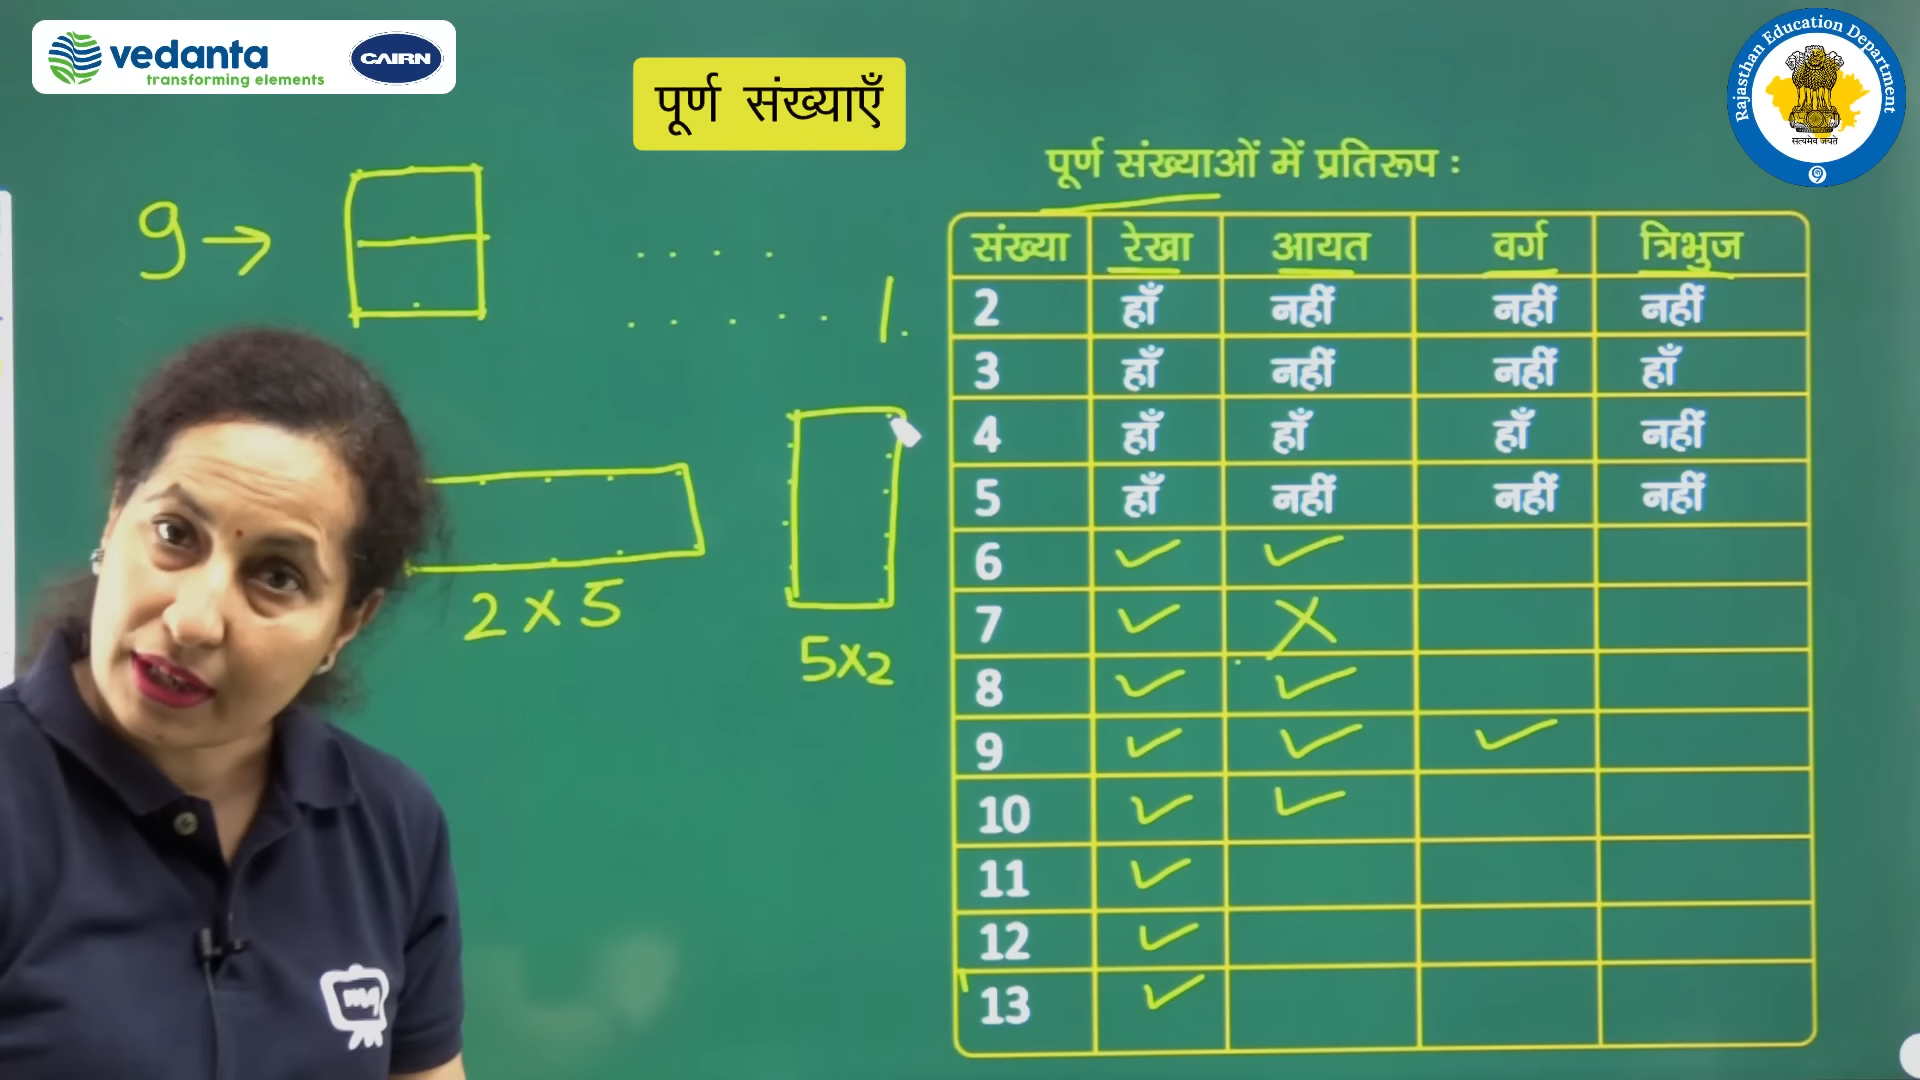 vedanta
transforming elements
CAIRN
पूर्ण संख्याएँ
Rajasthan Education Department
सत्यमेव जयते
पूर्ण संख्याओं में प्रतिरूप :
संख्या रेखा आयत वर्ग त्रिभुज
2 हाँ नहीं नहीं नहीं
3 हाँ नहीं नहीं हाँ
4 हाँ हाँ हाँ नहीं
5 हाँ नहीं नहीं नहीं
6 ✓ ✓
7 ✓ ✗
8 ✓ ✓
9 ✓ ✓ ✓
10 ✓ ✓
11 ✓
12 ✓
13 ✓
9 →
2 x 5
5x2
mq